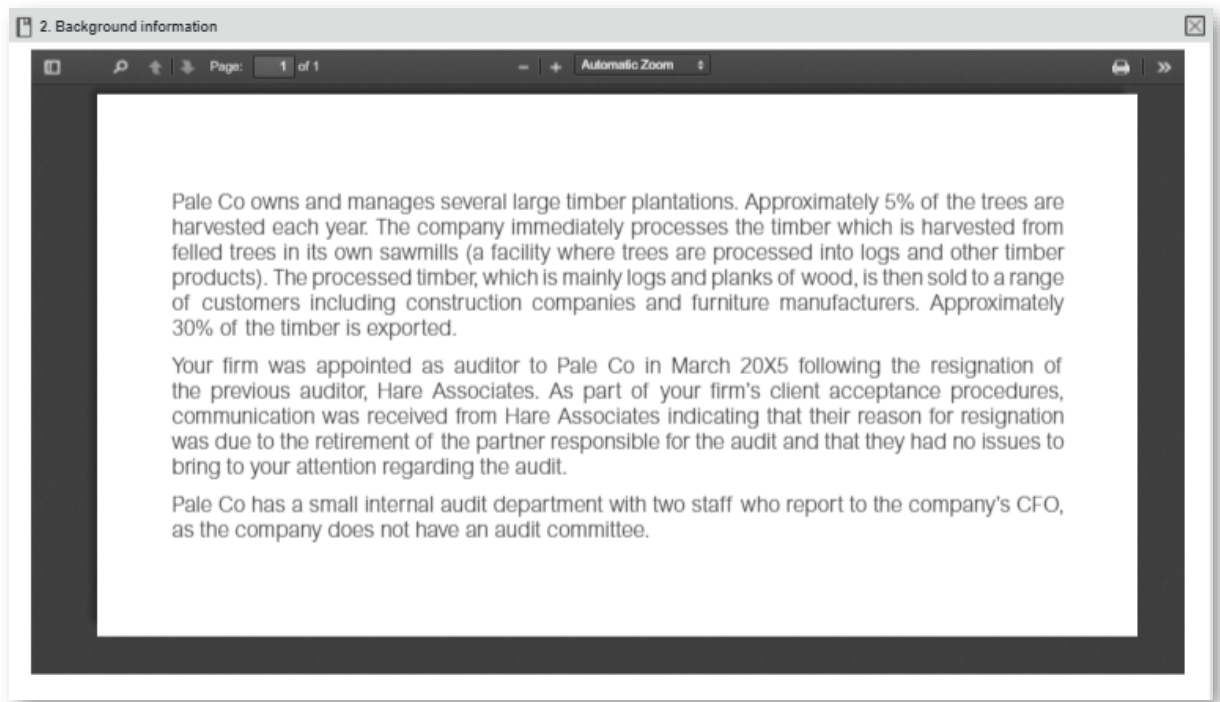 2. Background information
Page: 1 of 1
Automatic Zoom
Pale Co owns and manages several large timber plantations. Approximately 5% of the trees are
harvested each year. The company immediately processes the timber which is harvested from
felled trees in its own sawmills (a facility where trees are processed into logs and other timber
products). The processed timber, which is mainly logs and planks of wood, is then sold to a range
of customers including construction companies and furniture manufacturers. Approximately
30% of the timber is exported.
Your firm was appointed as auditor to Pale Co in March 20X5 following the resignation of
the previous auditor, Hare Associates. As part of your firm's client acceptance procedures,
communication was received from Hare Associates indicating that their reason for resignation
was due to the retirement of the partner responsible for the audit and that they had no issues to
bring to your attention regarding the audit.
Pale Co has a small internal audit department with two staff who report to the company's CFO,
as the company does not have an audit committee.